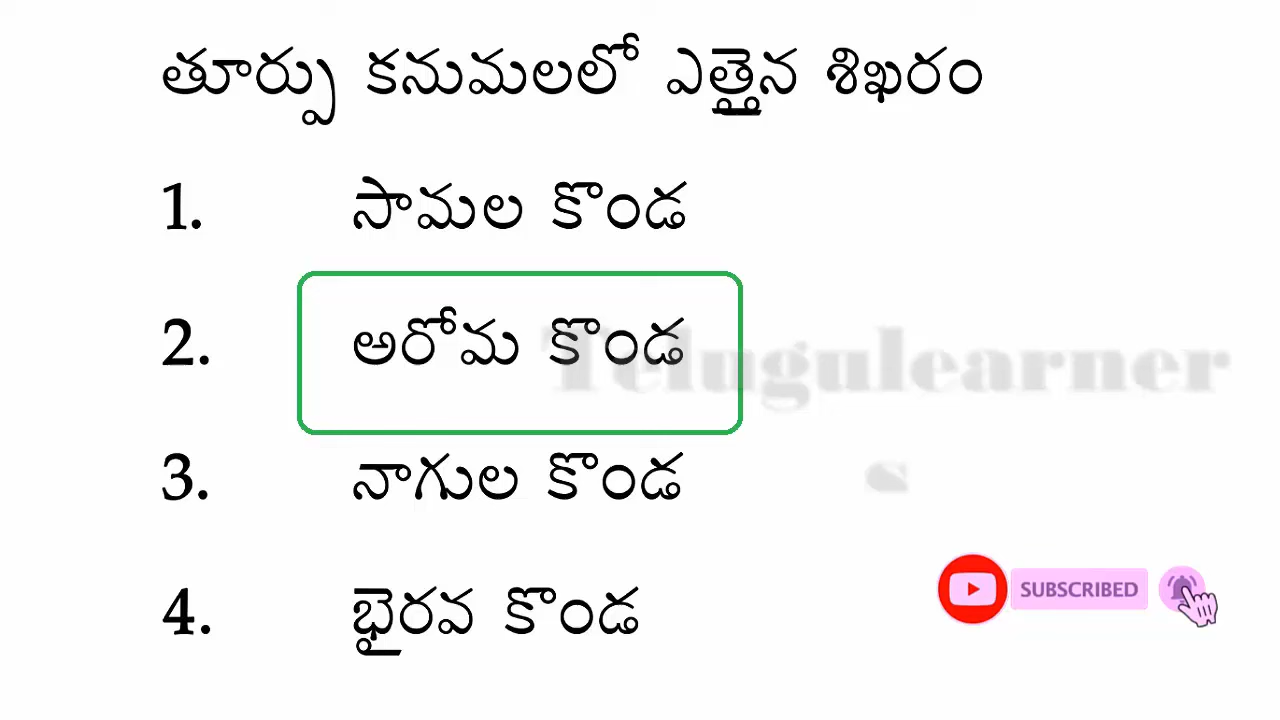 తూర్పు కనుమలలో ఎత్తైన శిఖరం
1. సామల కొండ
2. అరోమ కొండ
Telugulearner
s
3. నాగుల కొండ
4. భైరవ కొండ
SUBSCRIBED